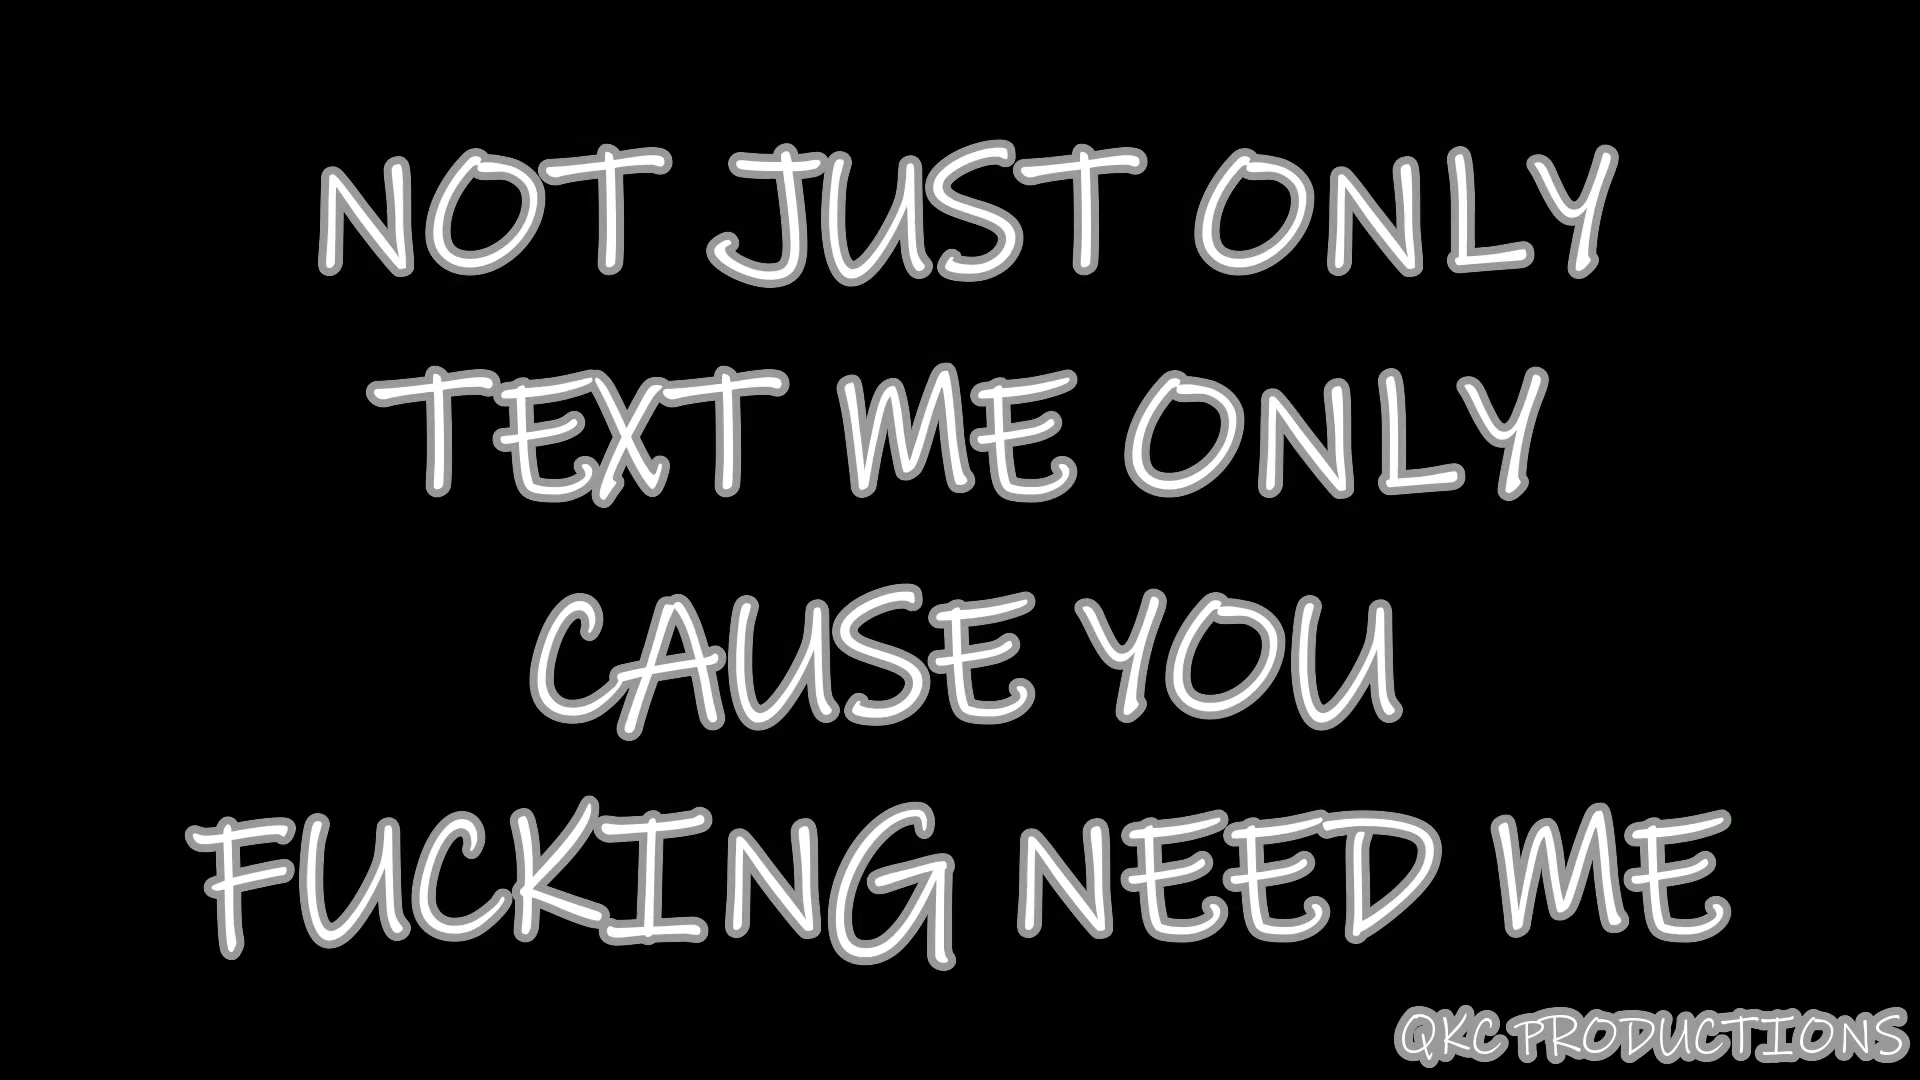 NOT JUST ONLY
TEXT ME ONLY
CAUSE YOU
FUCKING NEED ME
QKC PRODUCTIONS